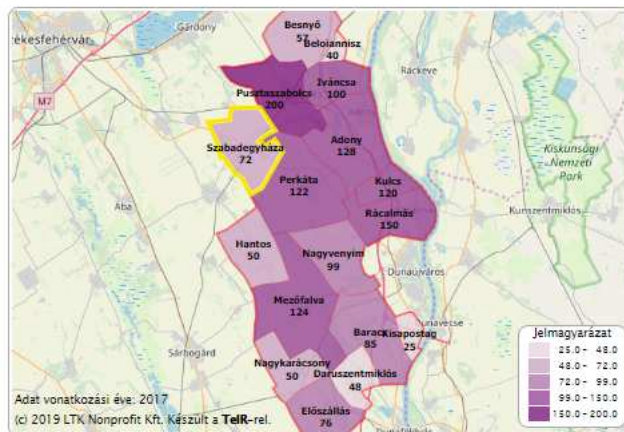 Gárdony
Besnyő
57
Beloiannisz
40
M7
Ráckeve
Iváncsa
100
Pusztaszabolcs
200
Adony
128
Szabadegyháza
72
Perkáta
122
Kulcs
120
Rácalmás
150
Kiskunsági
Nemzeti
Park
Kunszentmiklós
Aba
Hantos
50
Nagyvenyim
99
Dunaújváros
Mezőfalva
124
Baracs
85
Kisapostag
25
Sárbogárd
Nagykarácsony
50
Daruszentmiklós
48
Előszállás
76
Jelmagyarázat
25.0 - 48.0
48.0 - 72.0
72.0 - 99.0
99.0 - 150.0
150.0 - 200.0
Adat vonatkozási éve: 2017
(c) 2019 LTK Nonprofit Kft. Készült a TeIR-rel.